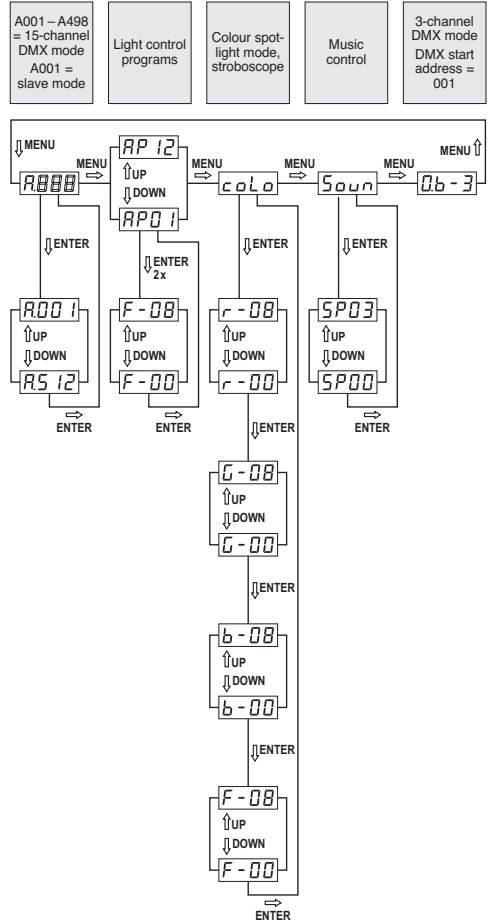 A001 – A498
= 15-channel
DMX mode
A001 =
slave mode
Light control
programs
Colour spot-
light mode,
stroboscope
Music
control
3-channel
DMX mode
DMX start
address =
001
MENU
MENU
AP12
UP
DOWN
AP01
MENU
MENU
MENU
MENU
A.888
coLo
Soun
0.b-3
ENTER
ENTER
2x
ENTER
ENTER
A.001
UP
DOWN
A.512
ENTER
F-08
UP
DOWN
F-00
ENTER
r-08
UP
DOWN
r-00
SP03
UP
DOWN
SP00
ENTER
ENTER
G-08
UP
DOWN
G-00
ENTER
b-08
UP
DOWN
b-00
ENTER
F-08
UP
DOWN
F-00
ENTER